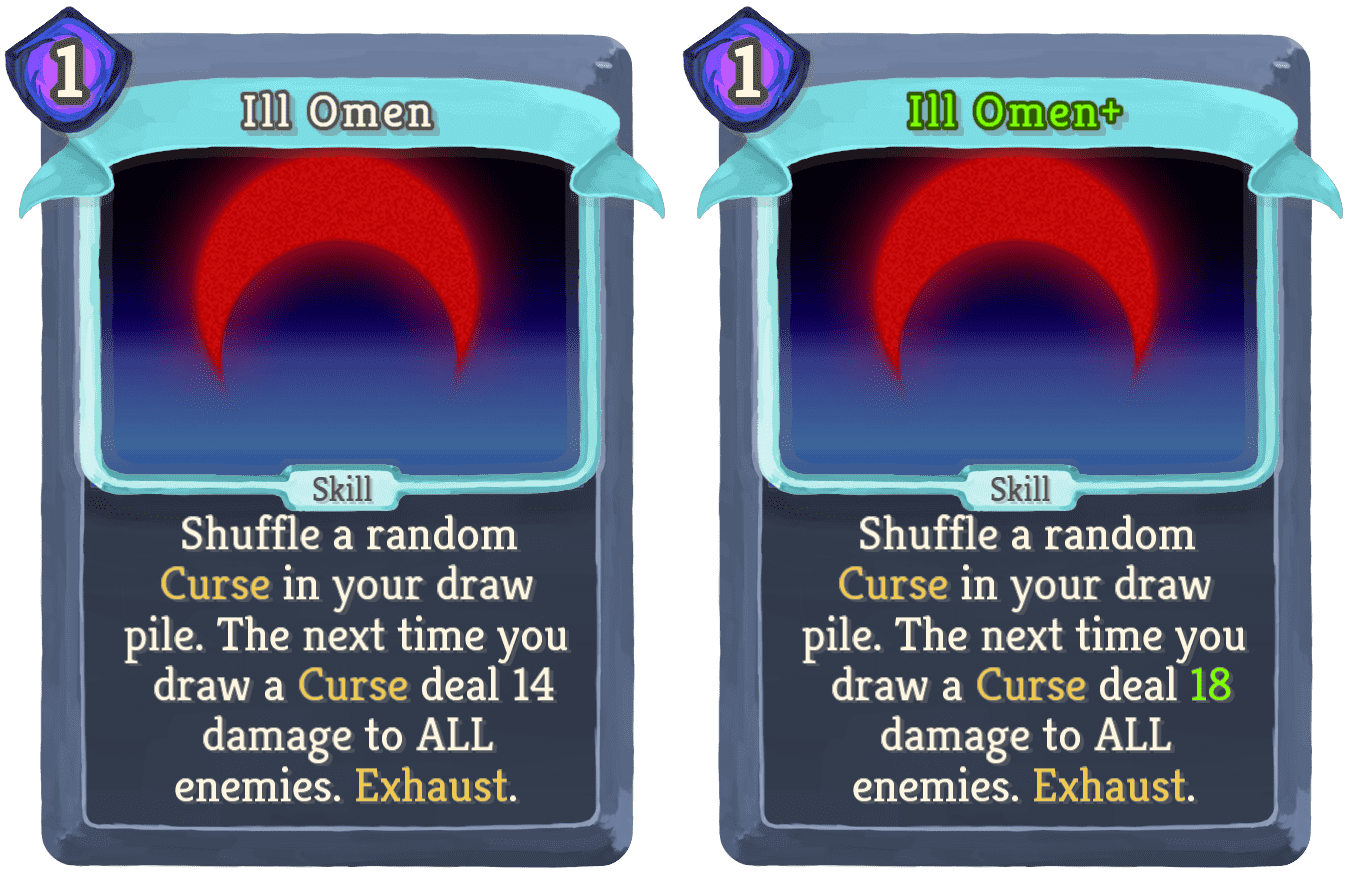 1
Ill Omen
Skill
Shuffle a random
Curse in your draw
pile. The next time you
draw a Curse deal 14
damage to ALL
enemies. Exhaust.
1
Ill Omen+
Skill
Shuffle a random
Curse in your draw
pile. The next time you
draw a Curse deal 18
damage to ALL
enemies. Exhaust.